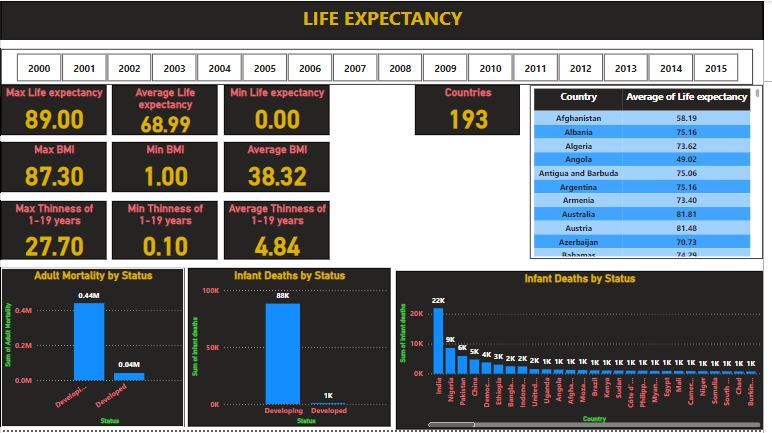 LIFE EXPECTANCY
2000 2001 2002 2003 2004 2005 2006 2007 2008 2009 2010 2011 2012 2013 2014 2015
Max Life expectancy
89.00
Average Life
expectancy
68.99
Min Life expectancy
0.00
Countries
193
Max BMI
87.30
Min BMI
1.00
Average BMI
38.32
Max Thinness of
1-19 years
27.70
Min Thinness of
1-19 years
0.10
Average Thinness of
1-19 years
4.84
Country Average of Life expectancy
Afghanistan 58.19
Albania 75.16
Algeria 73.62
Angola 49.02
Antigua and Barbuda 75.06
Argentina 75.16
Armenia 73.40
Australia 81.81
Austria 81.48
Azerbaijan 70.73
Bahamas 74.29
Adult Mortality by Status
Sum of Adult Mortality
0.4M
0.2M
0.0M
0.44M
0.04M
Developi...
Developed
Status
Infant Deaths by Status
Sum of Infant deaths
100K
50K
0K
88K
1K
Developing Developed
Status
Infant Deaths by Status
Sum of Infant deaths
20K
10K
0K
22K 9K 6K 5K 4K 3K 2K 2K 1K 1K 1K 1K 1K 1K 1K 1K 1K 1K 1K 1K 1K 1K 1K 1K 1K 1K 1K
India
Nigeria
Pakistan
China
Democ...
Ethiopia
Bangla...
Indone...
United...
Uganda
Angola
Afgha...
Moza...
Brazil
Kenya
Sudan
Côte d'...
Philipp...
Myan...
Egypt
Mali
Camer...
Niger
Somalia
South ...
Chad
Burkin...
Country